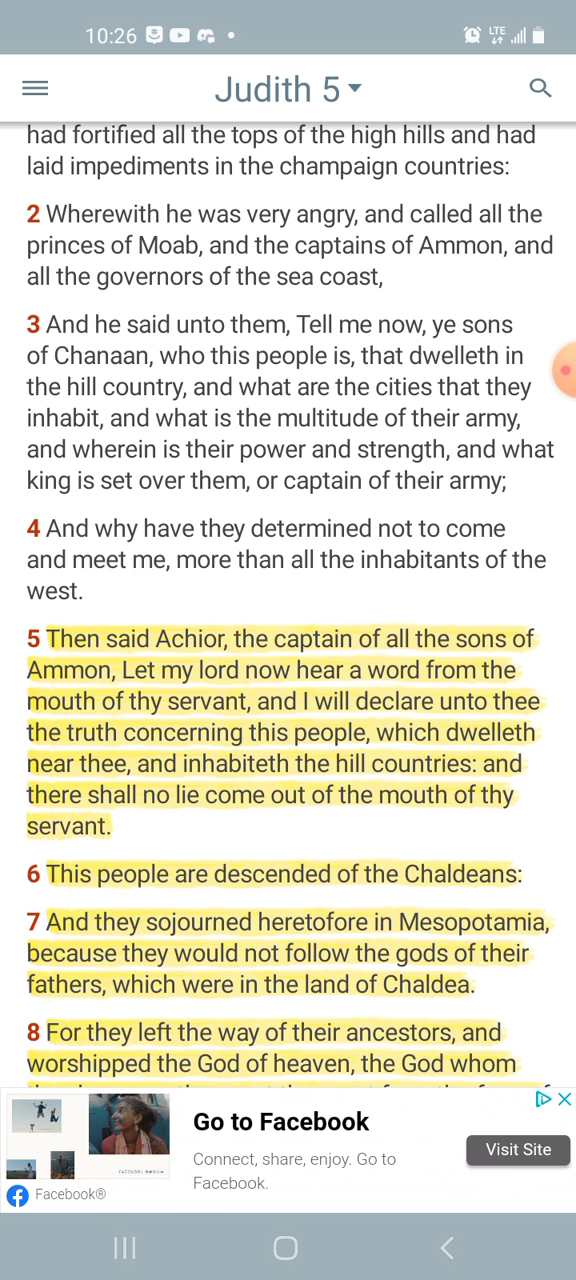 10:26
LTE
Judith 5
had fortified all the tops of the high hills and had
laid impediments in the champaign countries:
2 Wherewith he was very angry, and called all the
princes of Moab, and the captains of Ammon, and
all the governors of the sea coast,
3 And he said unto them, Tell me now, ye sons
of Chanaan, who this people is, that dwelleth in
the hill country, and what are the cities that they
inhabit, and what is the multitude of their army,
and wherein is their power and strength, and what
king is set over them, or captain of their army;
4 And why have they determined not to come
and meet me, more than all the inhabitants of the
west.
5 Then said Achior, the captain of all the sons of
Ammon, Let my lord now hear a word from the
mouth of thy servant, and I will declare unto thee
the truth concerning this people, which dwelleth
near thee, and inhabiteth the hill countries: and
there shall no lie come out of the mouth of thy
servant.
6 This people are descended of the Chaldeans:
7 And they sojourned heretofore in Mesopotamia,
because they would not follow the gods of their
fathers, which were in the land of Chaldea.
8 For they left the way of their ancestors, and
worshipped the God of heaven, the God whom
Go to Facebook
Connect, share, enjoy. Go to
Facebook.
Visit Site
Facebook®